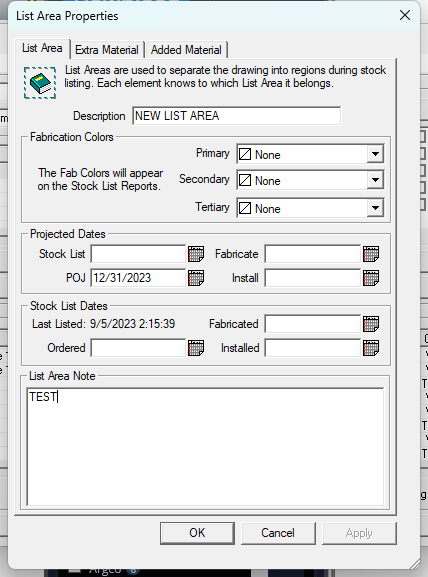 List Area Properties
List Area
Extra Material
Added Material
List Areas are used to separate the drawing into regions during stock
listing. Each element knows to which List Area it belongs.
Description NEW LIST AREA
Fabrication Colors
The Fab Colors will appear
on the Stock List Reports.
Primary None
Secondary None
Tertiary None
Projected Dates
Stock List
Fabricate
POJ 12/31/2023
Install
Stock List Dates
Last Listed: 9/5/2023 2:15:39
Fabricated
Ordered
Installed
List Area Note
TEST
OK
Cancel
Apply
Argco